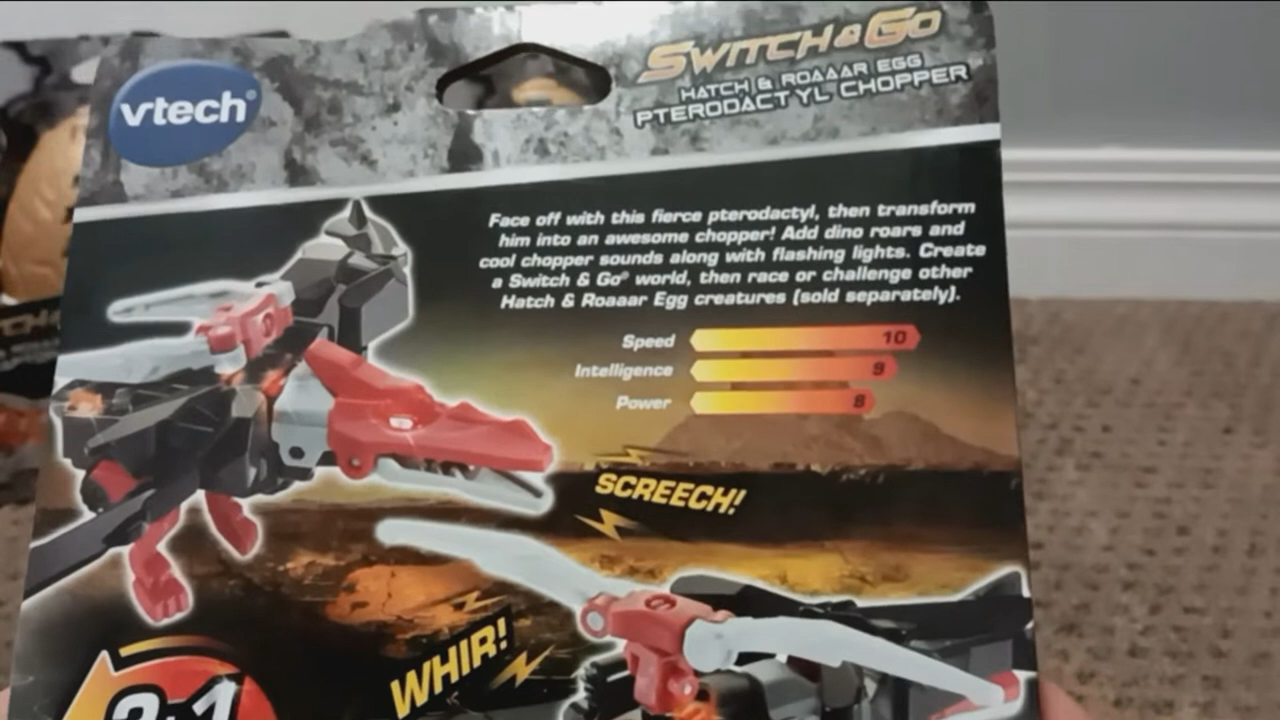 vtech®
SWITCH & GO
HATCH & ROAAAR EGG
PTERODACTYL CHOPPER
Face off with this fierce pterodactyl, then transform
him into an awesome chopper! Add dino roars and
cool chopper sounds along with flashing lights. Create
a Switch & Go® world, then race or challenge other
Hatch & Roaaar Egg creatures (sold separately).
Speed 10
Intelligence 9
Power 8
SCREECH!
WHIR!